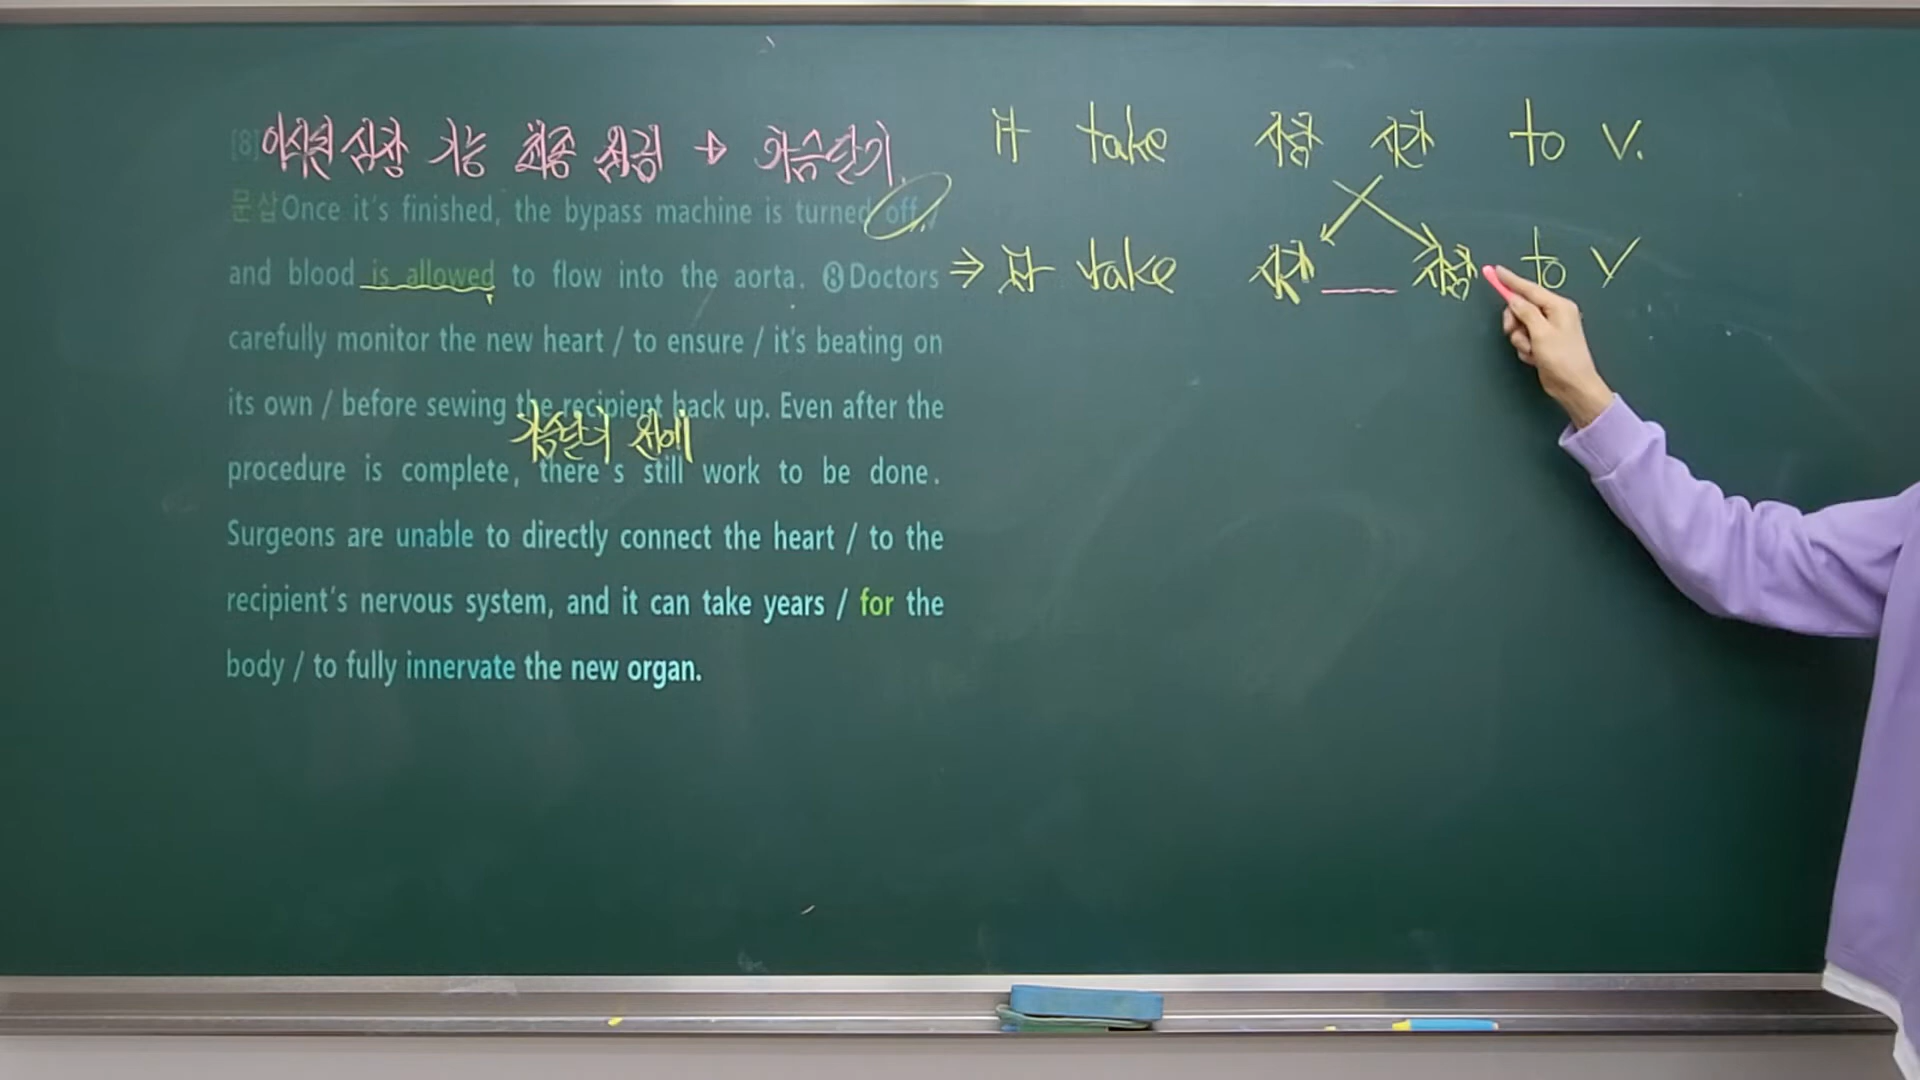 [8] 이식된 심장 기능 최종 점검 → 가슴닫기.
문삽 Once it's finished, the bypass machine is turned off,
and blood is allowed to flow into the aorta. ⑧Doctors
carefully monitor the new heart / to ensure / it's beating on
its own / before sewing the recipient back up. Even after the
가슴닫기 전에
procedure is complete, there's still work to be done.
Surgeons are unable to directly connect the heart / to the
recipient's nervous system, and it can take years / for the
body / to fully innervate the new organ.
it take 사람 시간 to v.
⇒ it take 시간 ___ 사람 to V